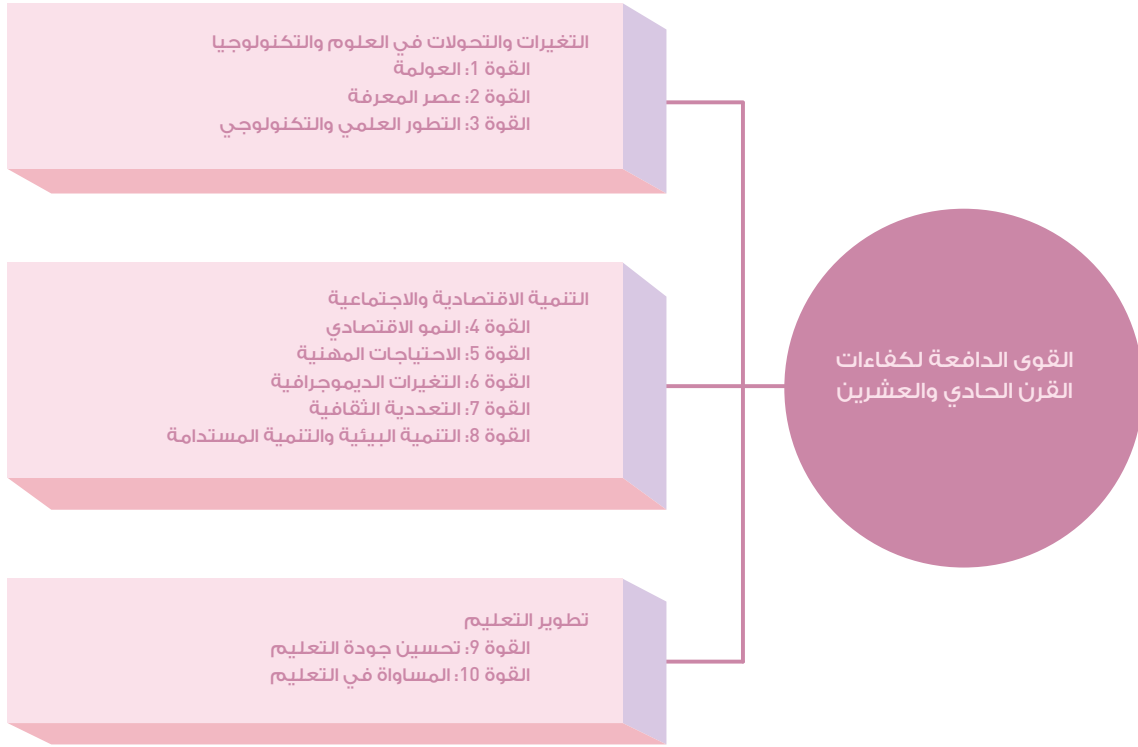 القوى الدافعة لكفاءات
القرن الحادي والعشرين
التغيرات والتحولات في العلوم والتكنولوجيا
القوة 1: العولمة
القوة 2: عصر المعرفة
القوة 3: التطور العلمي والتكنولوجي
التنمية الاقتصادية والاجتماعية
القوة 4: النمو الاقتصادي
القوة 5: الاحتياجات المهنية
القوة 6: التغيرات الديموجرافية
القوة 7: التعددية الثقافية
القوة 8: التنمية البيئية والتنمية المستدامة
تطوير التعليم
القوة 9: تحسين جودة التعليم
القوة 10: المساواة في التعليم